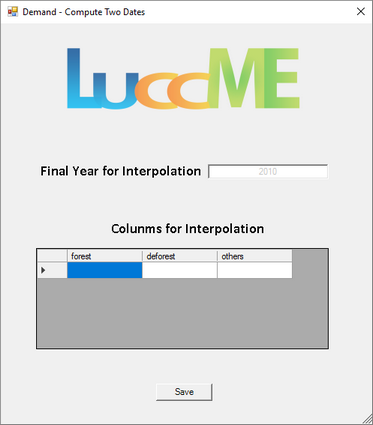 Demand - Compute Two Dates
LuccME
Final Year for Interpolation 2010
Colunms for Interpolation
forest deforest others
Save